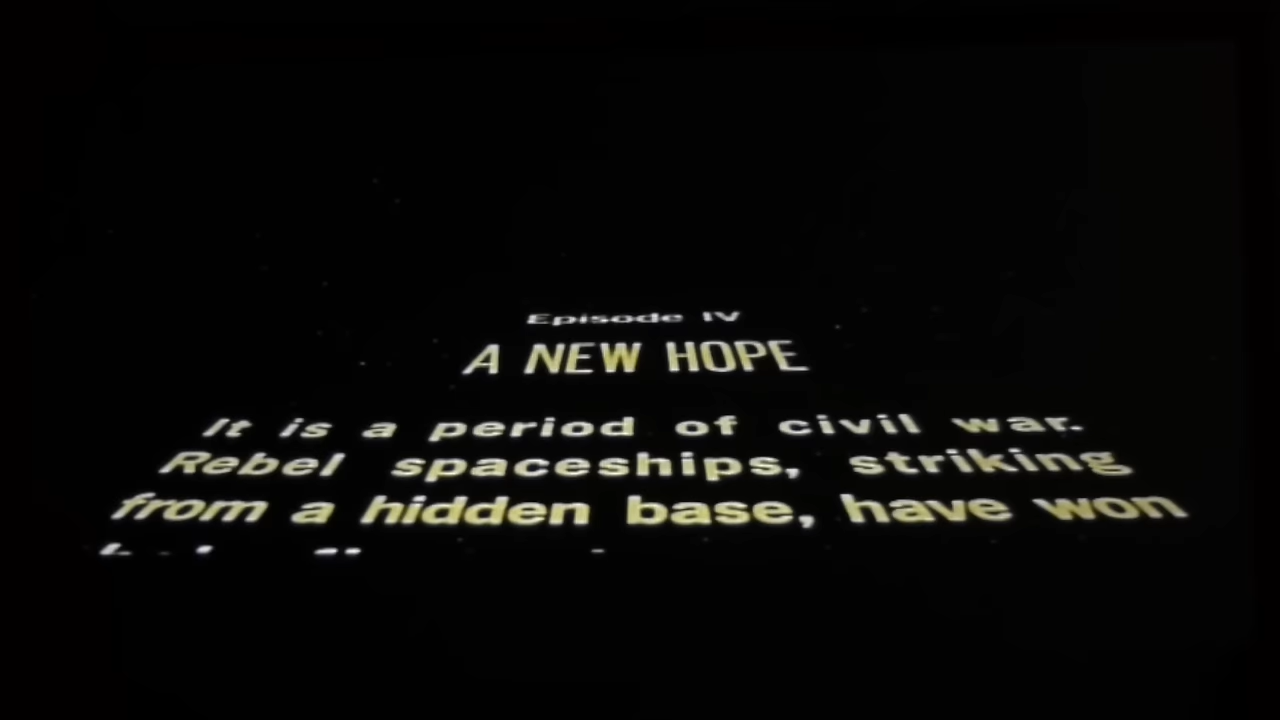 Episode IV
A NEW HOPE
It is a period of civil war.
Rebel spaceships, striking
from a hidden base, have won